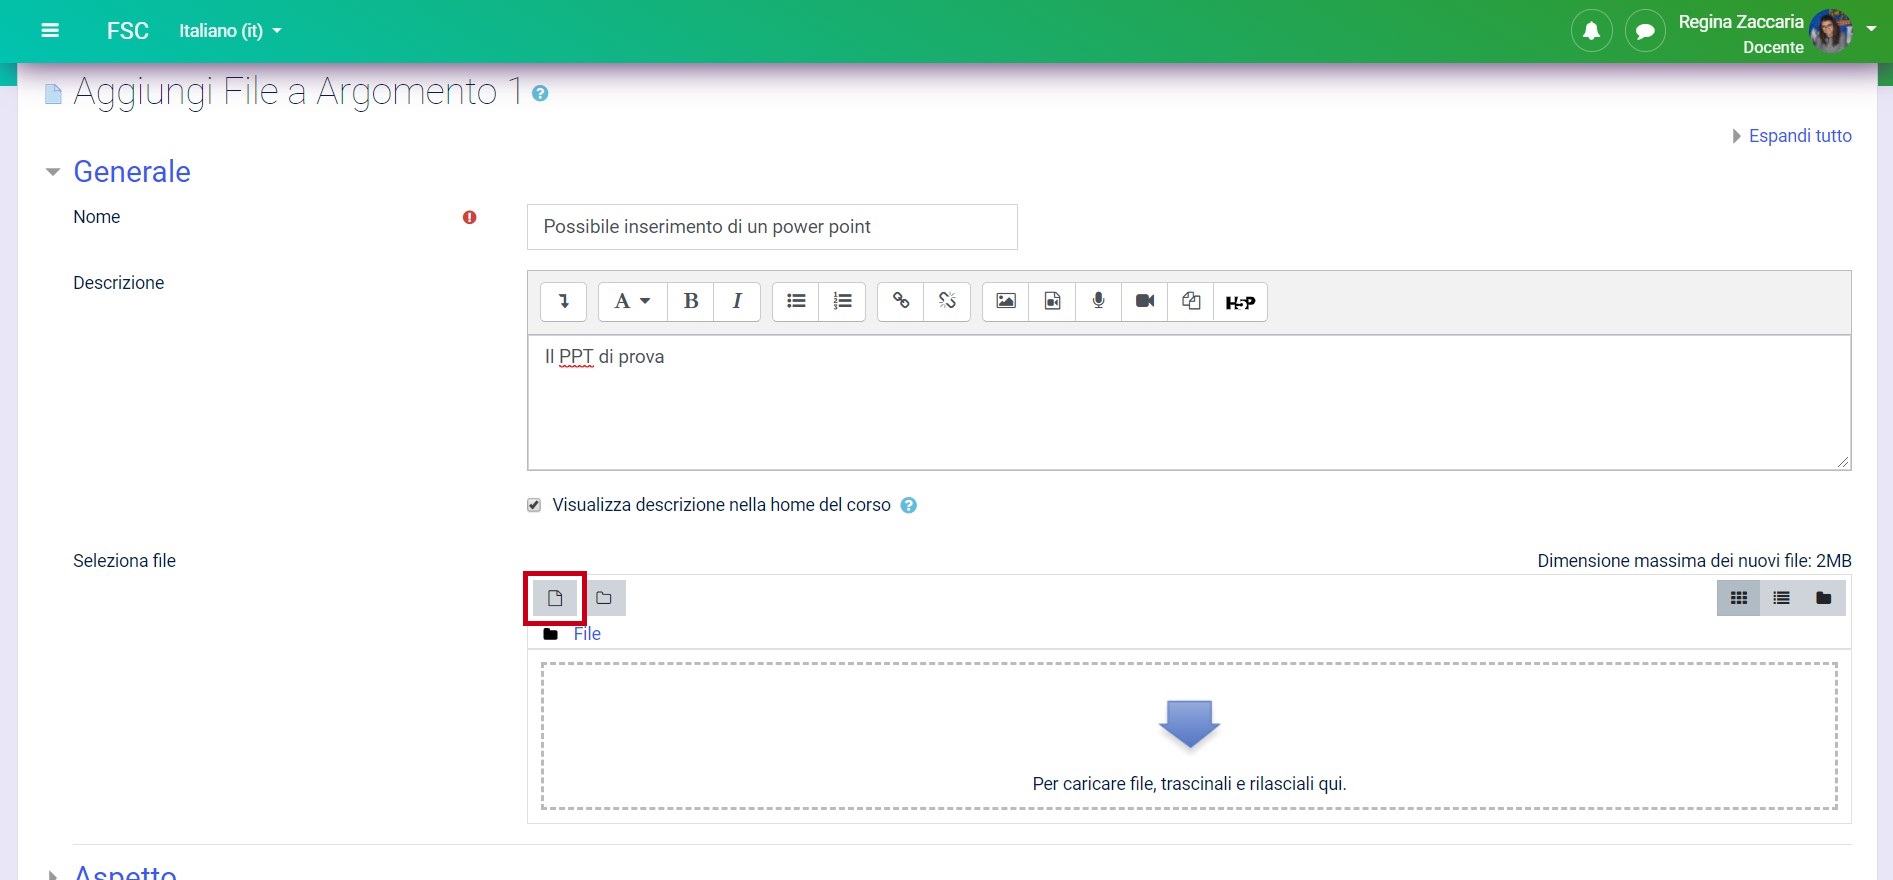 FSC
Italiano (it)
Regina Zaccaria
Docente
Aggiungi File a Argomento 1
Espandi tutto
Generale
Nome
Possibile inserimento di un power point
Descrizione
A
B
I
H5P
Il PPT di prova
Visualizza descrizione nella home del corso
Seleziona file
Dimensione massima dei nuovi file: 2MB
File
Per caricare file, trascinali e rilasciali qui.
Aspetto